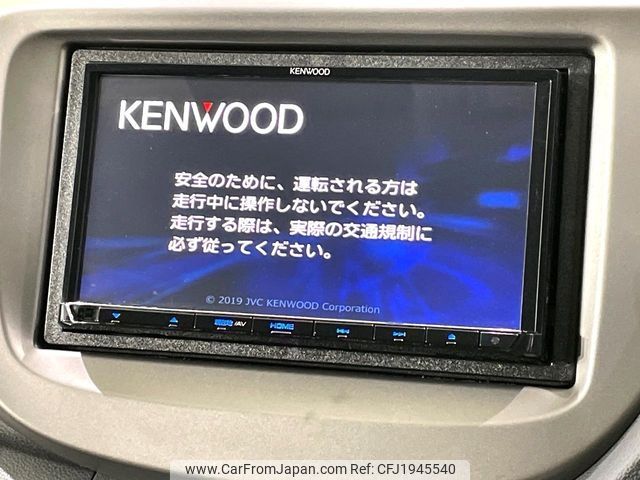 KENWOOD
KENWOOD
安全のために、運転される方は
走行中に操作しないでください。
走行する際は、実際の交通規制に
必ず従ってください。
© 2019 JVC KENWOOD Corporation
/AV HOME
www.CarFromJapan.com Car Ref ID: CFJ1945540